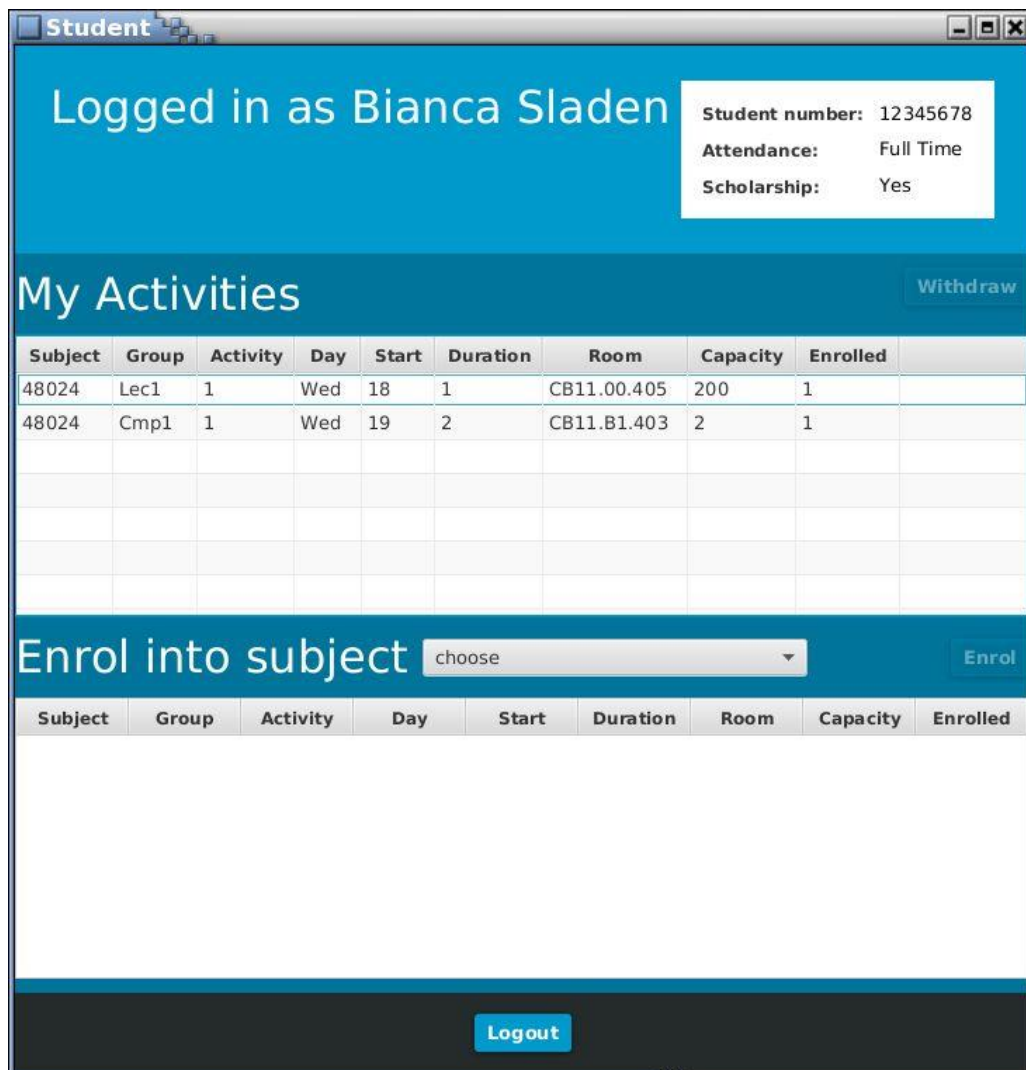 Student
Logged in as Bianca Sladen
Student number: 12345678
Attendance: Full Time
Scholarship: Yes
My Activities
Withdraw
Subject Group Activity Day Start Duration Room Capacity Enrolled
48024 Lec1 1 Wed 18 1 CB11.00.405 200 1
48024 Cmp1 1 Wed 19 2 CB11.B1.403 2 1
Enrol into subject choose Enrol
Subject Group Activity Day Start Duration Room Capacity Enrolled
Logout